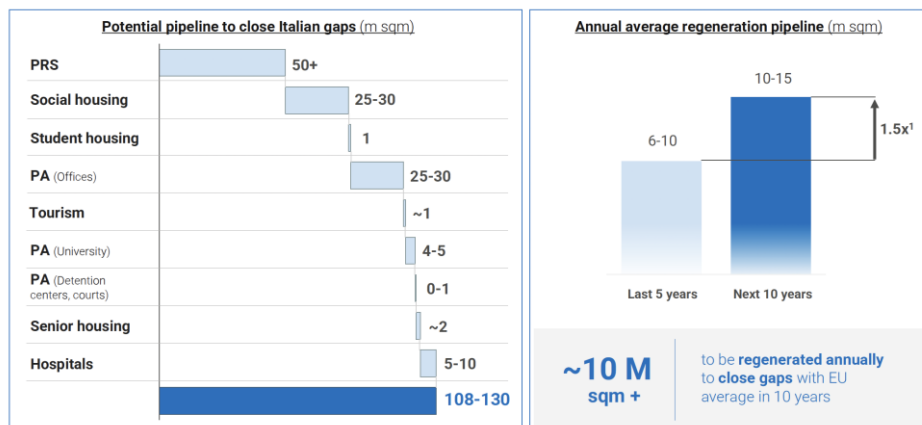 Potential pipeline to close Italian gaps (m sqm)
PRS
50+
Social housing
25-30
Student housing
1
PA (Offices)
25-30
Tourism
~1
PA (University)
4-5
PA (Detention
centers, courts)
0-1
Senior housing
~2
Hospitals
5-10
108-130
Annual average regeneration pipeline (m sqm)
10-15
6-10
1.5x¹
Last 5 years
Next 10 years
~10 M
sqm +
to be regenerated annually
to close gaps with EU
average in 10 years